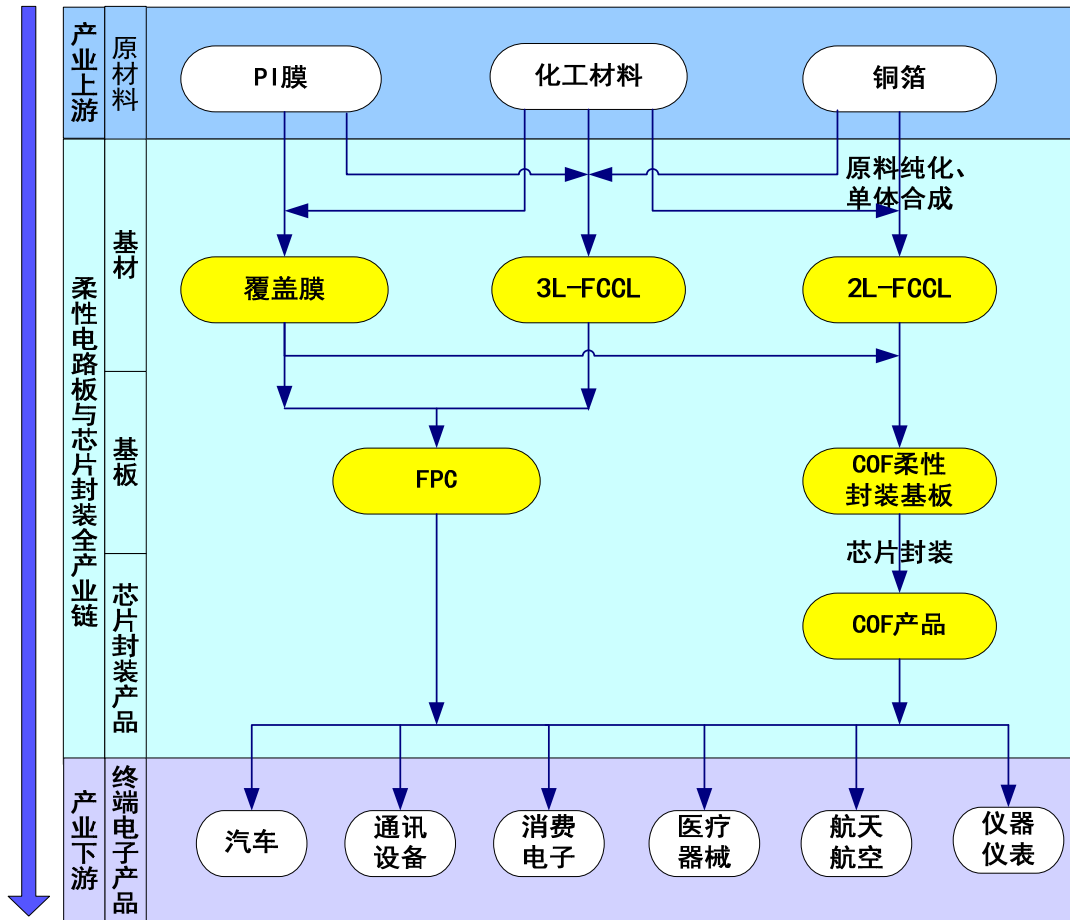 产业上游
原材料
PI膜
化工材料
铜箔
原料纯化、
单体合成
柔性电路板与芯片封装全产业链
基材
覆盖膜
3L-FCCL
2L-FCCL
基板
FPC
COF柔性
封装基板
芯片封装
芯片封装产品
COF产品
产业下游
终端电子产品
汽车
通讯
设备
消费
电子
医疗
器械
航天
航空
仪器
仪表